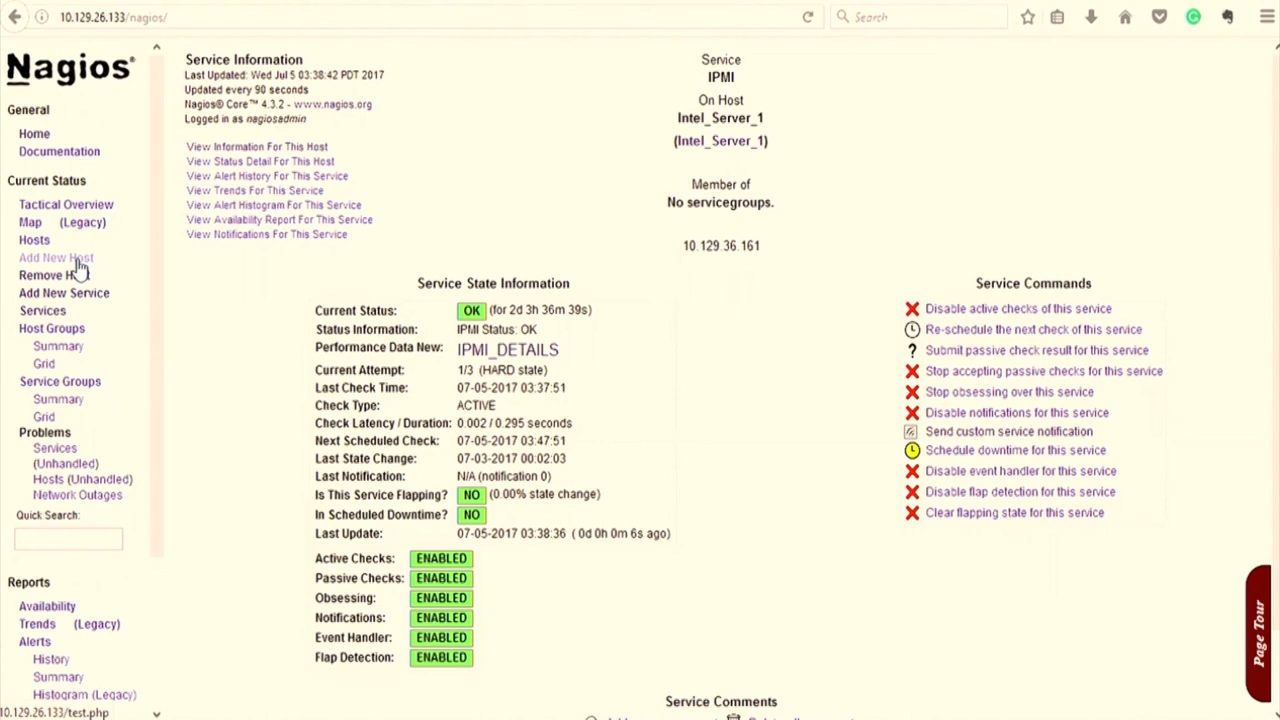 10.129.26.133/nagios/
Search
Nagios®
General
Home
Documentation
Current Status
Tactical Overview
Map (Legacy)
Hosts
Add New Host
Remove
Add New Service
Services
Host Groups
Summary
Grid
Service Groups
Summary
Grid
Problems
Services
(Unhandled)
Hosts (Unhandled)
Network Outages
Quick Search:
Reports
Availability
Trends (Legacy)
Alerts
History
Summary
Histogram (Legacy)
10.129.26.133/test.php
Service Information
Last Updated: Wed Jul 5 03:38:42 PDT 2017
Updated every 90 seconds
Nagios® Core™ 4.3.2 - www.nagios.org
Logged in as nagiosadmin
View Information For This Host
View Status Detail For This Host
View Alert History For This Service
View Trends For This Service
View Alert Histogram For This Service
View Availability Report For This Service
View Notifications For This Service
Service
IPMI
On Host
Intel_Server_1
(Intel_Server_1)
Member of
No servicegroups.
10.129.36.161
Service State Information
Current Status: OK (for 2d 3h 36m 39s)
Status Information: IPMI Status: OK
Performance Data New: IPMI_DETAILS
Current Attempt: 1/3 (HARD state)
Last Check Time: 07-05-2017 03:37:51
Check Type: ACTIVE
Check Latency / Duration: 0.002 / 0.295 seconds
Next Scheduled Check: 07-05-2017 03:47:51
Last State Change: 07-03-2017 00:02:03
Last Notification: N/A (notification 0)
Is This Service Flapping? NO (0.00% state change)
In Scheduled Downtime? NO
Last Update: 07-05-2017 03:38:36 ( 0d 0h 0m 6s ago)
Active Checks: ENABLED
Passive Checks: ENABLED
Obsessing: ENABLED
Notifications: ENABLED
Event Handler: ENABLED
Flap Detection: ENABLED
Service Commands
Disable active checks of this service
Re-schedule the next check of this service
? Submit passive check result for this service
Stop accepting passive checks for this service
Stop obsessing over this service
Disable notifications for this service
Send custom service notification
Schedule downtime for this service
Disable event handler for this service
Disable flap detection for this service
Clear flapping state for this service
Page Tour
Service Comments